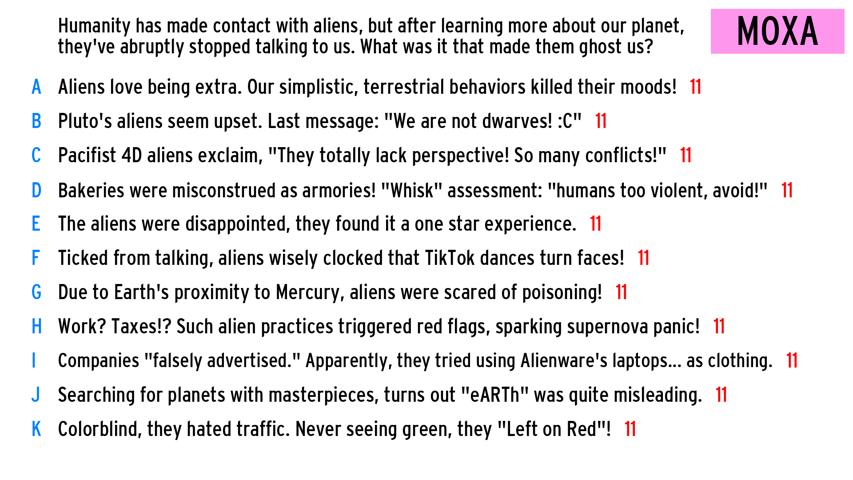 Humanity has made contact with aliens, but after learning more about our planet,
they've abruptly stopped talking to us. What was it that made them ghost us?
MOXA
A Aliens love being extra. Our simplistic, terrestrial behaviors killed their moods! 11
B Pluto's aliens seem upset. Last message: "We are not dwarves! :C" 11
C Pacifist 4D aliens exclaim, "They totally lack perspective! So many conflicts!" 11
D Bakeries were misconstrued as armories! "Whisk" assessment: "humans too violent, avoid!" 11
E The aliens were disappointed, they found it a one star experience. 11
F Ticked from talking, aliens wisely clocked that TikTok dances turn faces! 11
G Due to Earth's proximity to Mercury, aliens were scared of poisoning! 11
H Work? Taxes!? Such alien practices triggered red flags, sparking supernova panic! 11
I Companies "falsely advertised." Apparently, they tried using Alienware's laptops... as clothing. 11
J Searching for planets with masterpieces, turns out "eARTh" was quite misleading. 11
K Colorblind, they hated traffic. Never seeing green, they "Left on Red"! 11